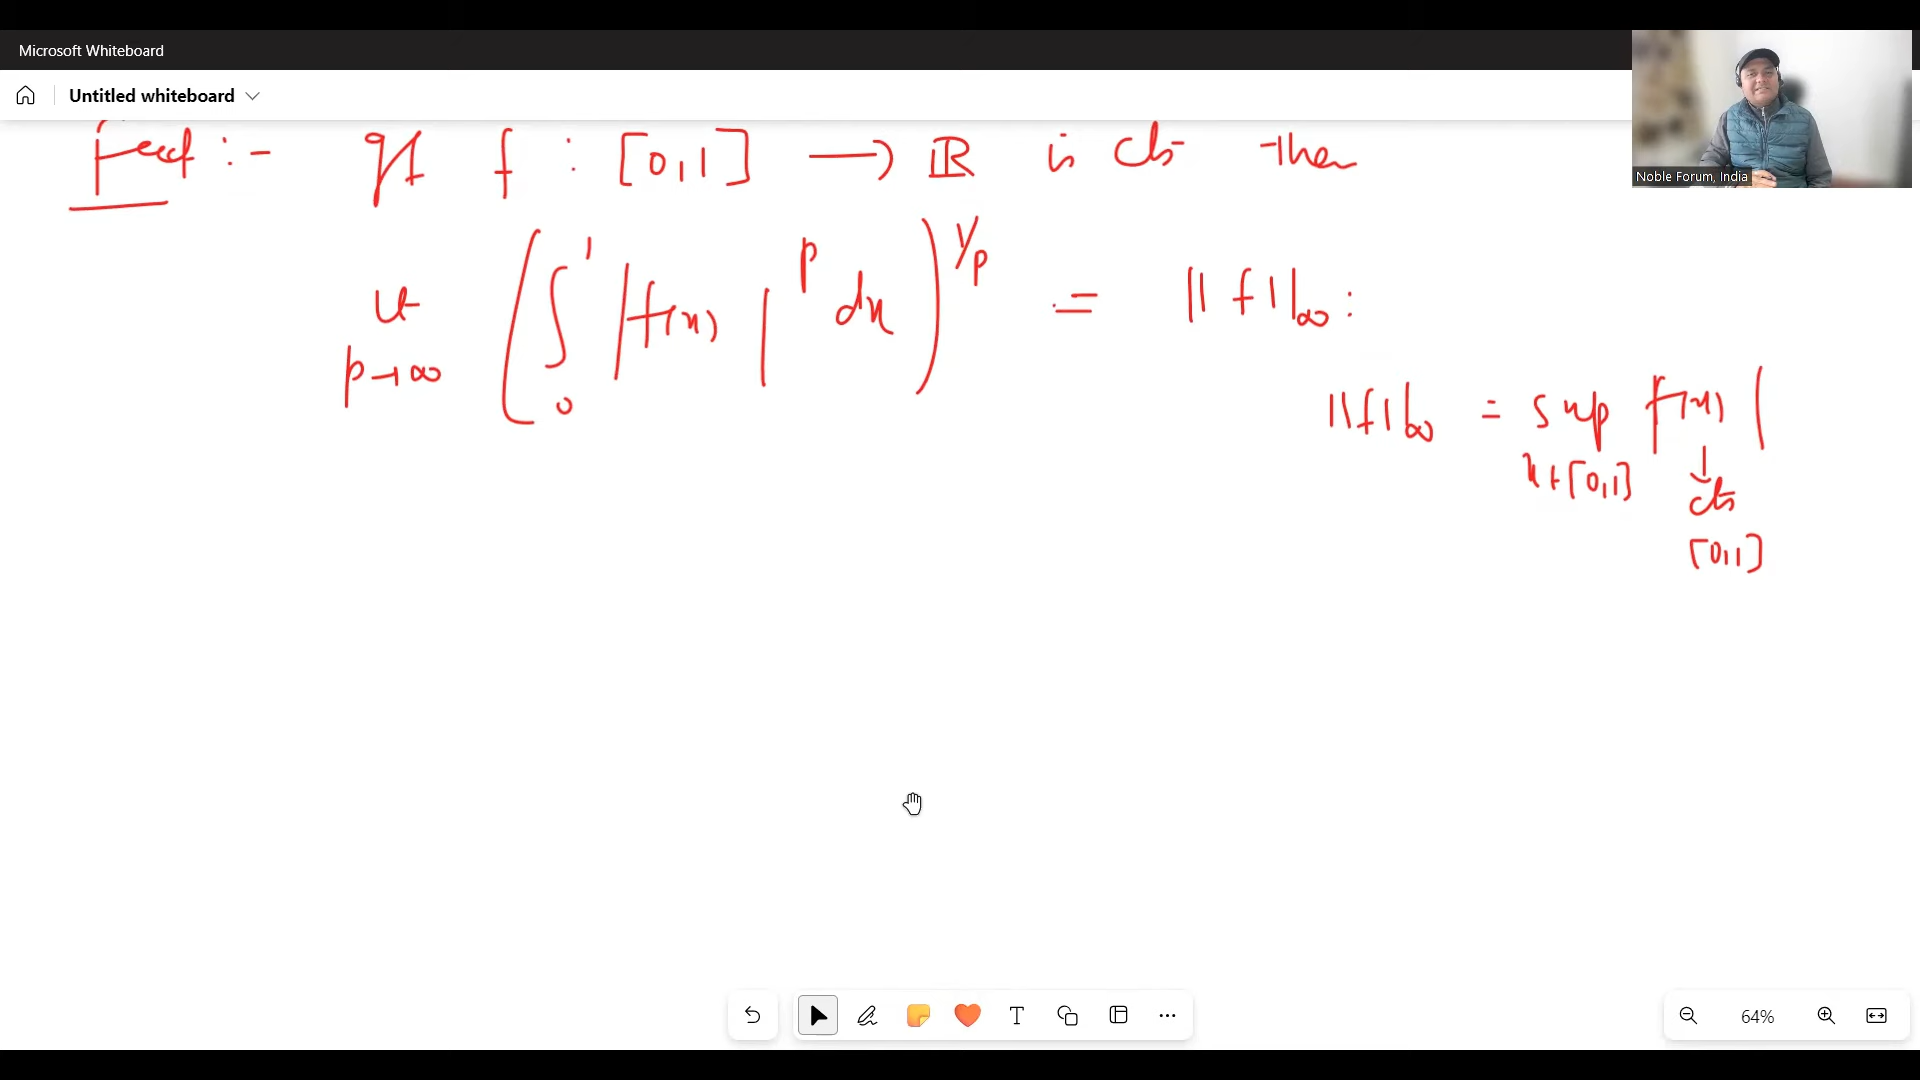 Microsoft Whiteboard
Untitled whiteboard
Noble Forum, India
fact :- If f : [0,1] → ℝ is cts then
lt p→∞ ( ∫₀¹ |f(x)|^p dx )^{1/p} = ||f||∞ :
||f||∞ = sup f(x) |
x∈[0,1] ↓
cts
[0,1]
64%